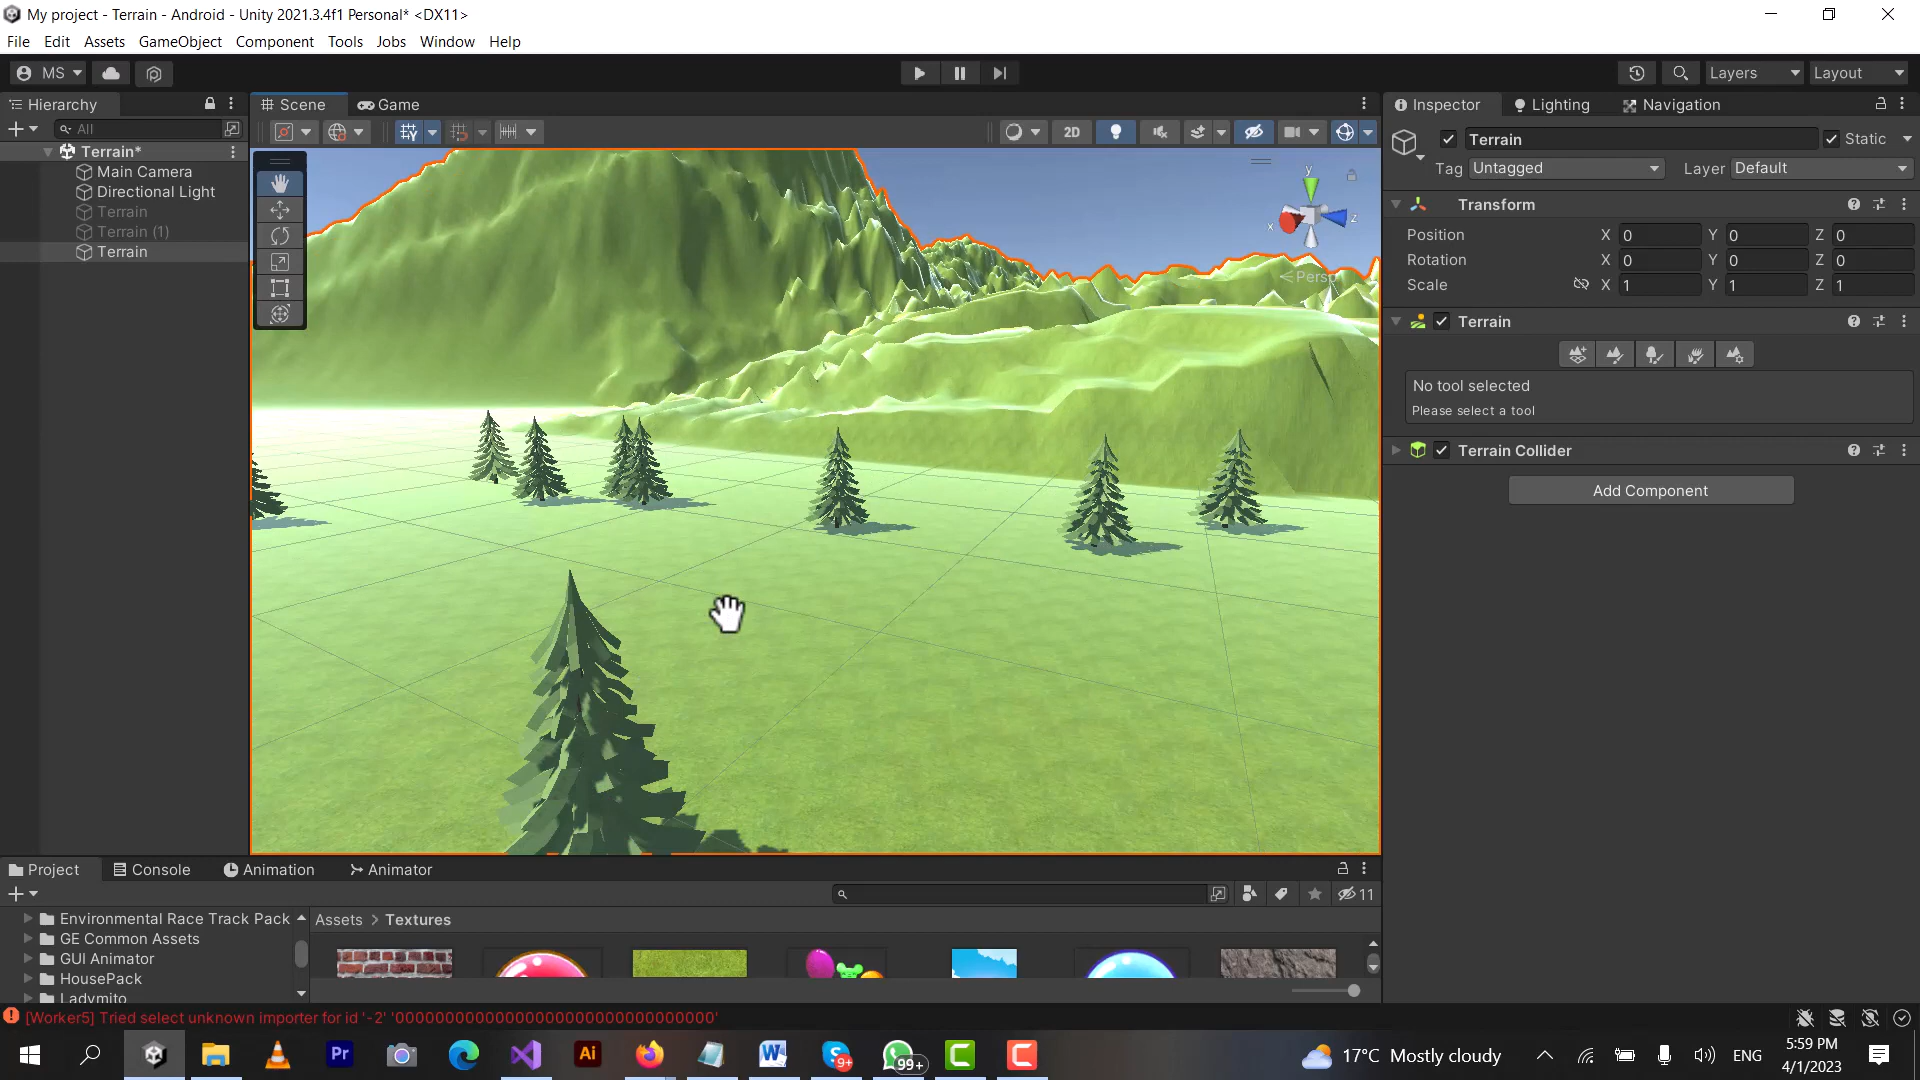 My project - Terrain - Android - Unity 2021.3.4f1 Personal* <DX11>
File Edit Assets GameObject Component Tools Jobs Window Help
MS Layers Layout
Hierarchy
All
Terrain*
Main Camera
Directional Light
Terrain
Terrain (1)
Terrain
Scene Game
2D
y
x z
Persp
Inspector Lighting Navigation
Terrain Static
Tag Untagged Layer Default
Transform
Position X 0 Y 0 Z 0
Rotation X 0 Y 0 Z 0
Scale X 1 Y 1 Z 1
Terrain
No tool selected
Please select a tool
Terrain Collider
Add Component
Project Console Animation Animator
11
Environmental Race Track Pack
GE Common Assets
GUI Animator
HousePack
Ladymito
Assets > Textures
[Worker5] Tried select unknown importer for id '-2' '00000000000000000000000000000000'
Pr Ai W 9+ 99+ C C
17°C Mostly cloudy
ENG
5:59 PM
4/1/2023